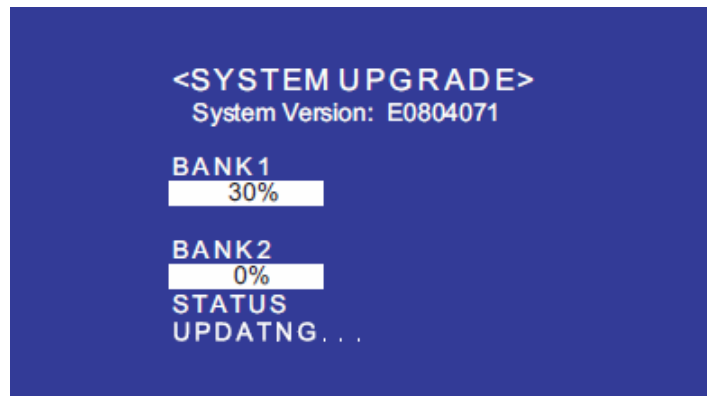 <SYSTEM UPGRADE>
System Version: E0804071
BANK1
30%
BANK2
0%
STATUS
UPDATNG...